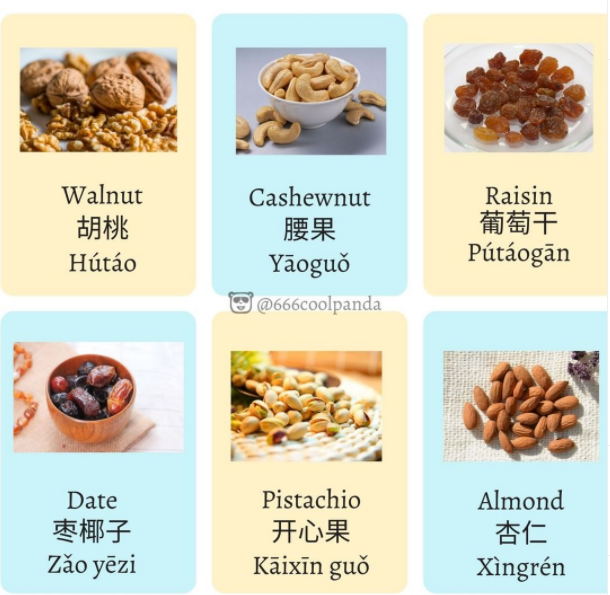 Walnut
胡桃
Hútáo
Cashewnut
腰果
Yāoguǒ
Raisin
葡萄干
Pútáogān
@666coolpanda
Date
枣椰子
Zǎo yēzi
Pistachio
开心果
Kāixīn guǒ
Almond
杏仁
Xìngrén